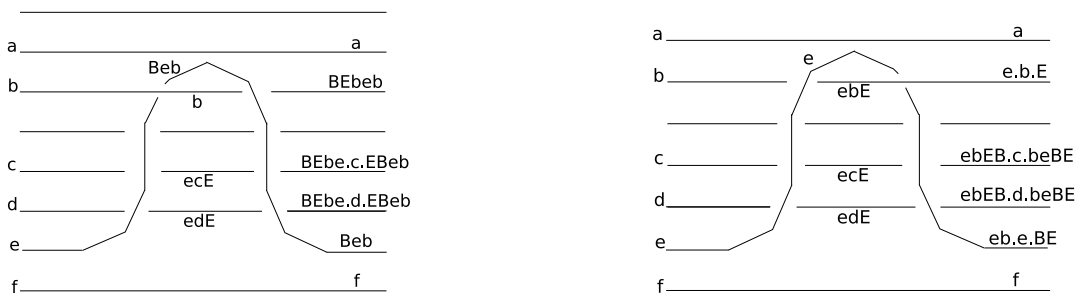 a a
Beb
b BEbeb
b
c BEbe.c.EBeb
ecE
d BEbe.d.EBeb
edE
e Beb
f f
a a
e
b e.b.E
ebE
c ebEB.c.beBE
ecE
d ebEB.d.beBE
edE
e eb.e.BE
f f